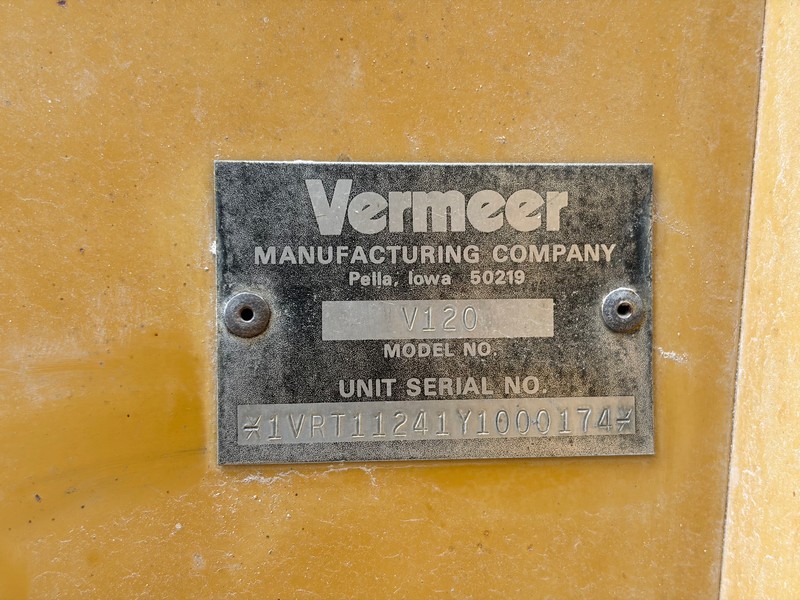 Vermeer
MANUFACTURING COMPANY
Pella, Iowa 50219
V120
MODEL NO.
UNIT SERIAL NO.
*1VRT11241Y1000174*